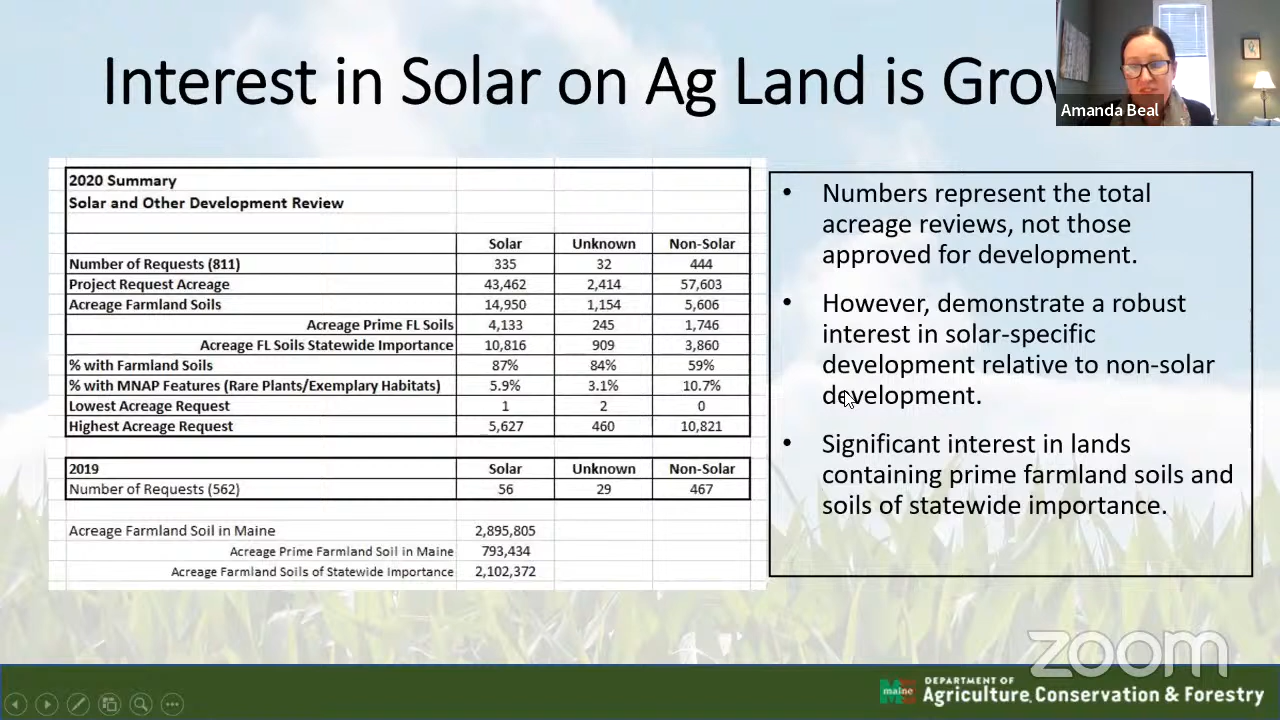 Interest in Solar on Ag Land is Grow
Amanda Beal
2020 Summary
Solar and Other Development Review
Solar Unknown Non-Solar
Number of Requests (811) 335 32 444
Project Request Acreage 43,462 2,414 57,603
Acreage Farmland Soils 14,950 1,154 5,606
Acreage Prime FL Soils 4,133 245 1,746
Acreage FL Soils Statewide Importance 10,816 909 3,860
% with Farmland Soils 87% 84% 59%
% with MNAP Features (Rare Plants/Exemplary Habitats) 5.9% 3.1% 10.7%
Lowest Acreage Request 1 2 0
Highest Acreage Request 5,627 460 10,821
2019 Solar Unknown Non-Solar
Number of Requests (562) 56 29 467
Acreage Farmland Soil in Maine 2,895,805
Acreage Prime Farmland Soil in Maine 793,434
Acreage Farmland Soils of Statewide Importance 2,102,372
• Numbers represent the total
acreage reviews, not those
approved for development.
• However, demonstrate a robust
interest in solar-specific
development relative to non-solar
development.
• Significant interest in lands
containing prime farmland soils and
soils of statewide importance.
zoom
maine DEPARTMENT OF
Agriculture, Conservation & Forestry